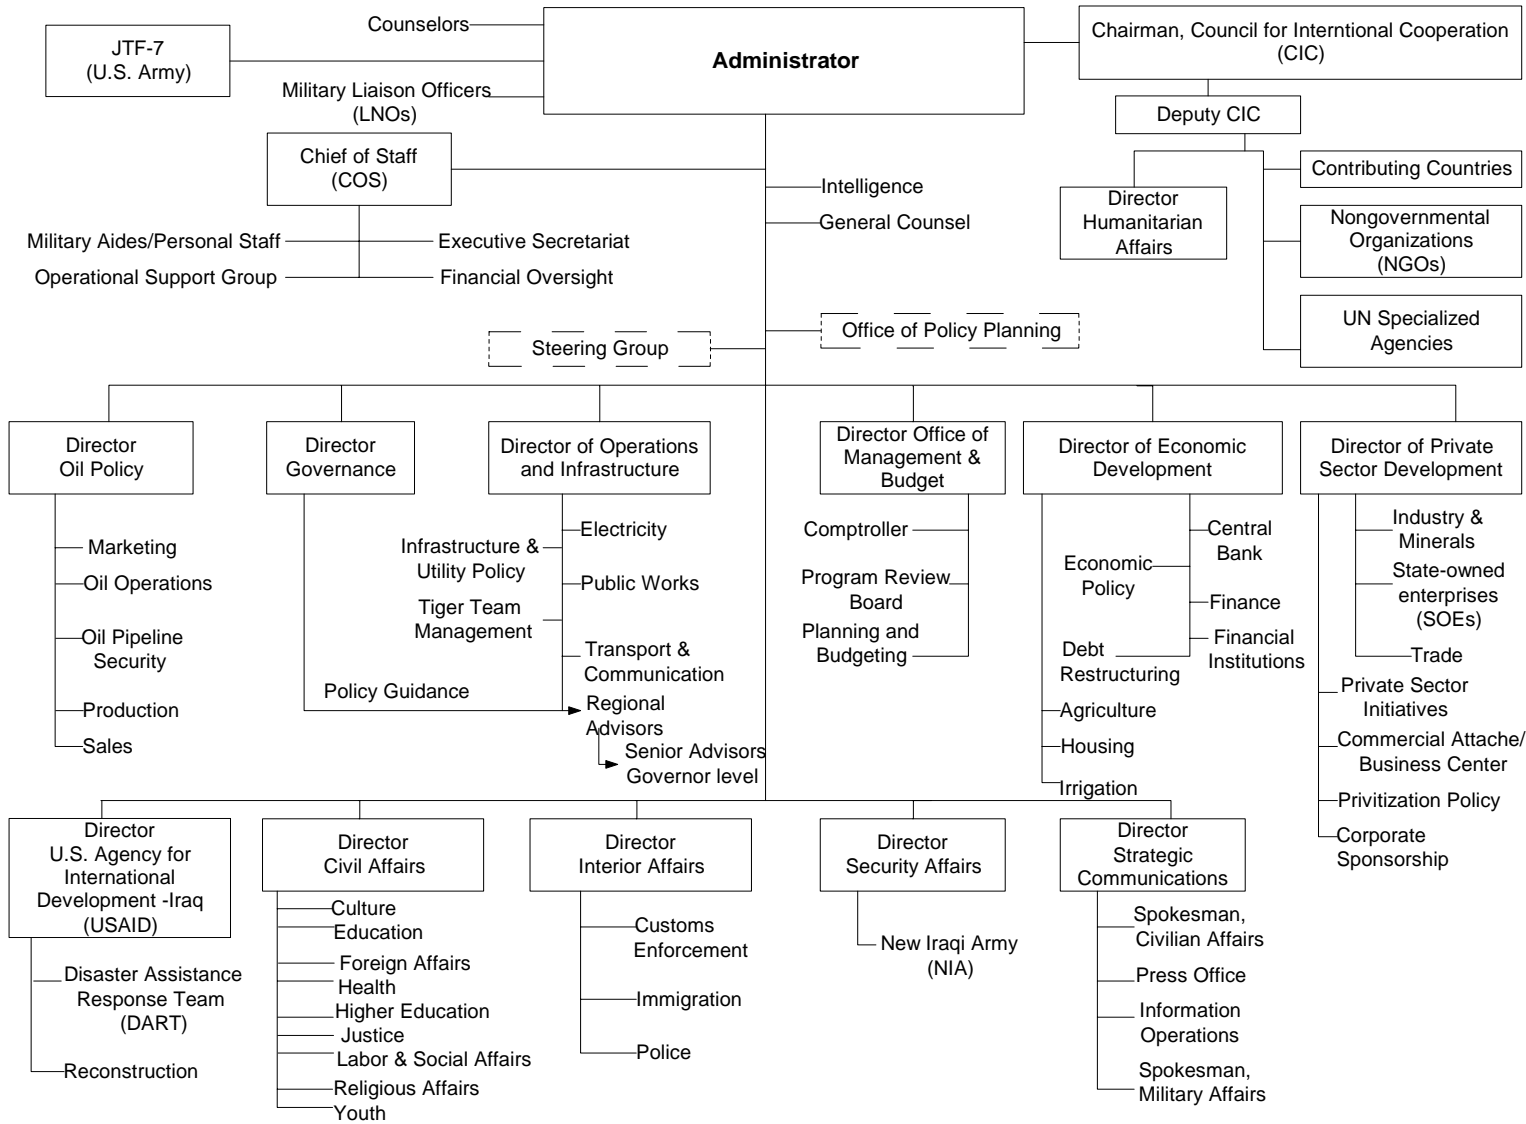 Counselors
JTF-7
(U.S. Army)
Military Liaison Officers
(LNOs)
Administrator
Chairman, Council for Interntional Cooperation
(CIC)
Deputy CIC
Chief of Staff
(COS)
Military Aides/Personal Staff
Executive Secretariat
Operational Support Group
Financial Oversight
Intelligence
General Counsel
Director
Humanitarian
Affairs
Contributing Countries
Nongovernmental
Organizations
(NGOs)
UN Specialized
Agencies
Steering Group
Office of Policy Planning
Director
Oil Policy
Marketing
Oil Operations
Oil Pipeline
Security
Production
Sales
Director
Governance
Policy Guidance
Director of Operations
and Infrastructure
Electricity
Infrastructure &
Utility Policy
Public Works
Tiger Team
Management
Transport &
Communication
Regional
Advisors
Senior Advisors
Governor level
Director Office of
Management &
Budget
Comptroller
Program Review
Board
Planning and
Budgeting
Director of Economic
Development
Central
Bank
Economic
Policy
Finance
Financial
Institutions
Debt
Restructuring
Agriculture
Housing
Irrigation
Director of Private
Sector Development
Industry &
Minerals
State-owned
enterprises
(SOEs)
Trade
Private Sector
Initiatives
Commercial Attache/
Business Center
Privitization Policy
Corporate
Sponsorship
Director
U.S. Agency for
International
Development -Iraq
(USAID)
Disaster Assistance
Response Team
(DART)
Reconstruction
Director
Civil Affairs
Culture
Education
Foreign Affairs
Health
Higher Education
Justice
Labor & Social Affairs
Religious Affairs
Youth
Director
Interior Affairs
Customs
Enforcement
Immigration
Police
Director
Security Affairs
New Iraqi Army
(NIA)
Director
Strategic
Communications
Spokesman,
Civilian Affairs
Press Office
Information
Operations
Spokesman,
Military Affairs